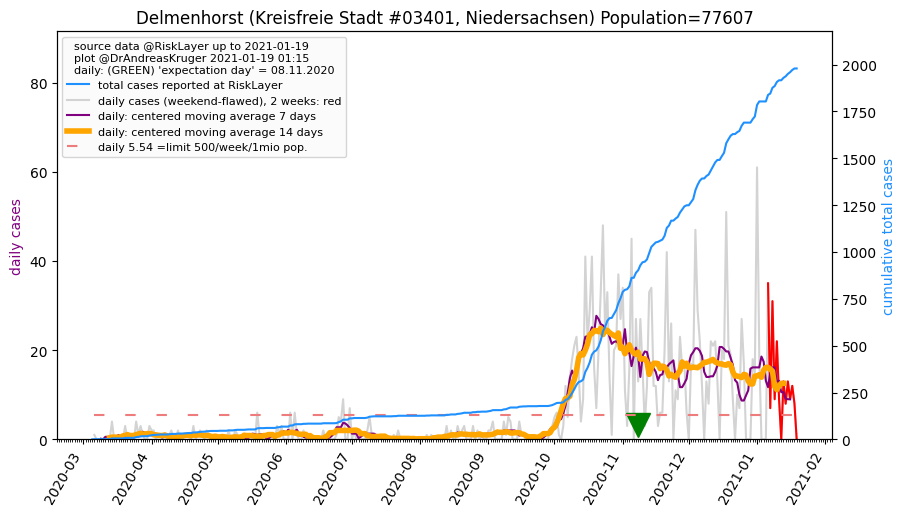 Delmenhorst (Kreisfreie Stadt #03401, Niedersachsen) Population=77607
source data @RiskLayer up to 2021-01-19
plot @DrAndreasKruger 2021-01-19 01:15
daily: (GREEN) 'expectation day' = 08.11.2020
total cases reported at RiskLayer
daily cases (weekend-flawed), 2 weeks: red
daily: centered moving average 7 days
daily: centered moving average 14 days
daily 5.54 =limit 500/week/1mio pop.
daily cases
0
20
40
60
80
cumulative total cases
0
250
500
750
1000
1250
1500
1750
2000
2020-03
2020-04
2020-05
2020-06
2020-07
2020-08
2020-09
2020-10
2020-11
2020-12
2021-01
2021-02